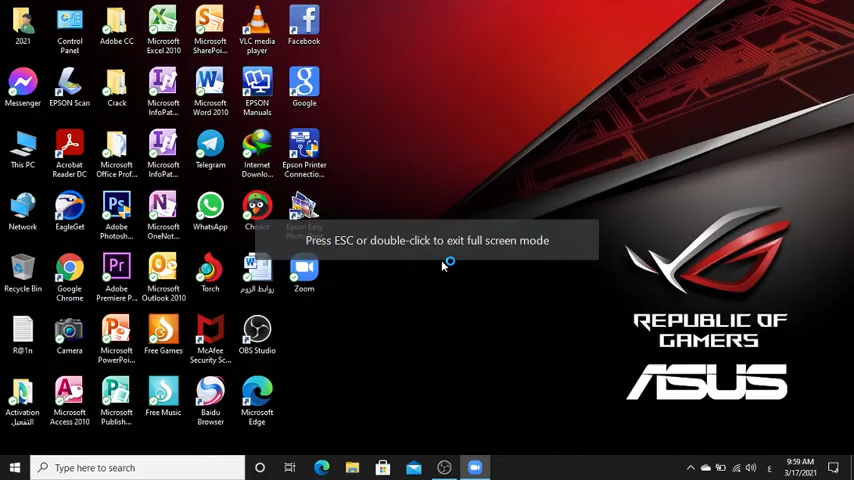 2021
Control
Panel
Adobe CC
Microsoft
Excel 2010
Microsoft
SharePoi...
VLC media
player
Facebook
Messenger
EPSON Scan
Crack
Microsoft
InfoPat...
Microsoft
Word 2010
EPSON
Manuals
Google
This PC
Acrobat
Reader DC
Microsoft
Office Prof...
Microsoft
InfoPat...
Telegram
Internet
Downlo...
Epson Printer
Connectio...
Network
EagleGet
Adobe
Photosh...
Microsoft
OneNot...
WhatsApp
Epson Easy
Press ESC or double-click to exit full screen mode
Recycle Bin
Google
Chrome
Adobe
Premiere P...
Microsoft
Outlook 2010
Torch
روابط الزوم
Zoom
R@1n
Camera
Microsoft
PowerPoi...
Free Games
McAfee
Security Sc...
OBS Studio
Activation
التفعيل
Microsoft
Access 2010
Microsoft
Publish...
Free Music
Baidu
Browser
Microsoft
Edge
REPUBLIC OF
GAMERS
ASUS
Type here to search
ع
9:59 AM
3/17/2021